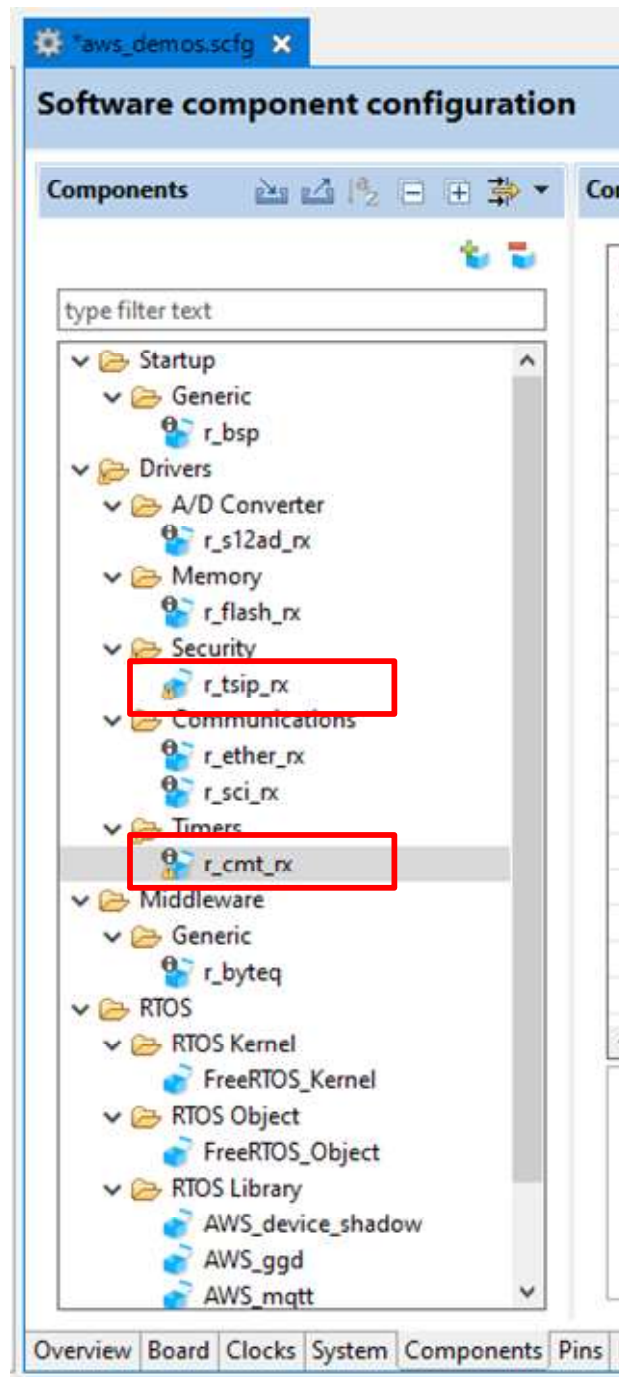 *aws_demos.scfg
Software component configuration
Components
type filter text
Startup
Generic
r_bsp
Drivers
A/D Converter
r_s12ad_rx
Memory
r_flash_rx
Security
r_tsip_rx
Communications
r_ether_rx
r_sci_rx
Timers
r_cmt_rx
Middleware
Generic
r_byteq
RTOS
RTOS Kernel
FreeRTOS_Kernel
RTOS Object
FreeRTOS_Object
RTOS Library
AWS_device_shadow
AWS_ggd
AWS_mqtt
Overview Board Clocks System Components Pins